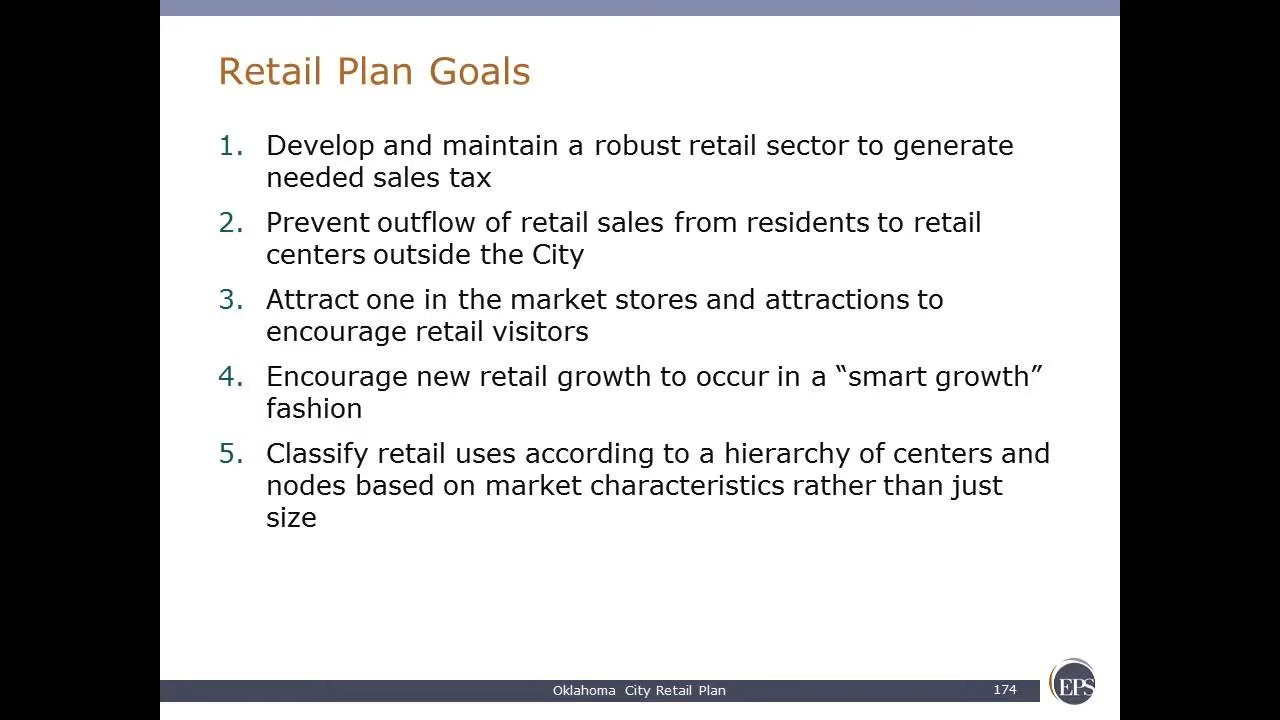 Retail Plan Goals
1. Develop and maintain a robust retail sector to generate
needed sales tax
2. Prevent outflow of retail sales from residents to retail
centers outside the City
3. Attract one in the market stores and attractions to
encourage retail visitors
4. Encourage new retail growth to occur in a “smart growth”
fashion
5. Classify retail uses according to a hierarchy of centers and
nodes based on market characteristics rather than just
size
Oklahoma City Retail Plan
174
EPS